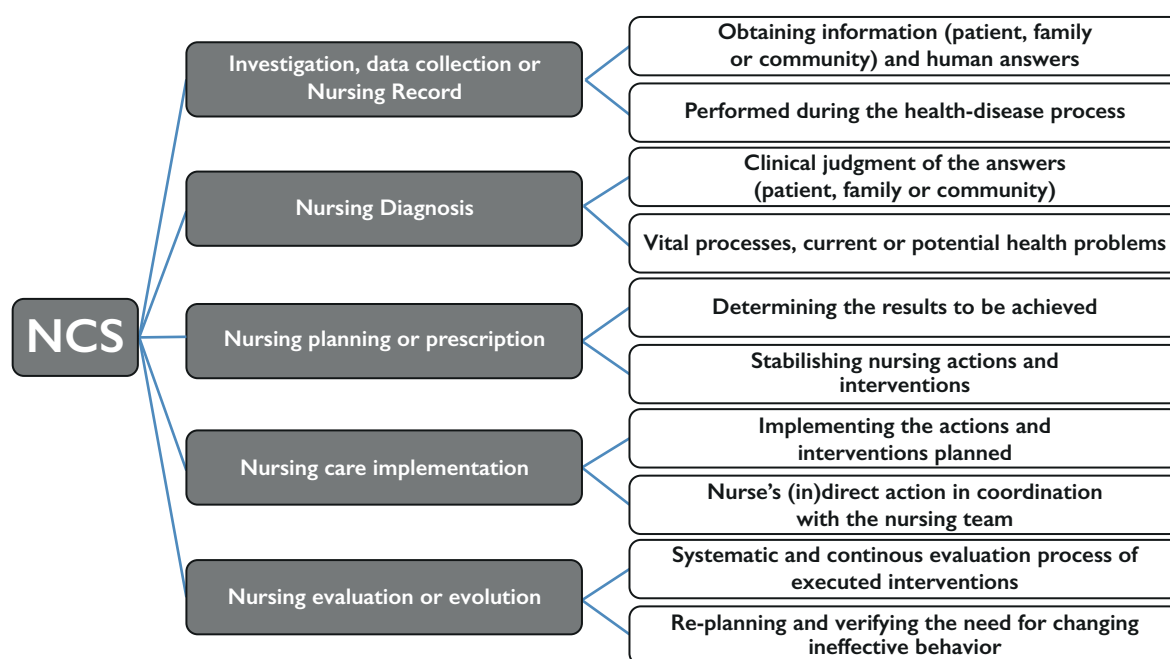 NCS
Investigation, data collection or
Nursing Record
Obtaining information (patient, family
or community) and human answers
Performed during the health-disease process
Nursing Diagnosis
Clinical judgment of the answers
(patient, family or community)
Vital processes, current or potential health problems
Nursing planning or prescription
Determining the results to be achieved
Stabilishing nursing actions and
interventions
Nursing care implementation
Implementing the actions and
interventions planned
Nurse's (in)direct action in coordination
with the nursing team
Nursing evaluation or evolution
Systematic and continous evaluation process of
executed interventions
Re-planning and verifying the need for changing
ineffective behavior